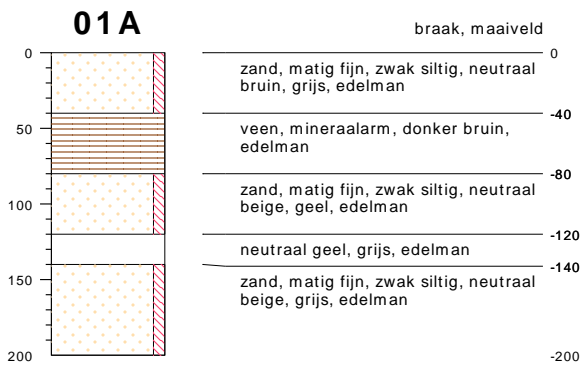 01A
braak, maaiveld
0
0
zand, matig fijn, zwak siltig, neutraal
bruin, grijs, edelman
-40
50
veen, mineraalarm, donker bruin,
edelman
-80
zand, matig fijn, zwak siltig, neutraal
beige, geel, edelman
100
-120
neutraal geel, grijs, edelman
-140
150
zand, matig fijn, zwak siltig, neutraal
beige, grijs, edelman
200
-200